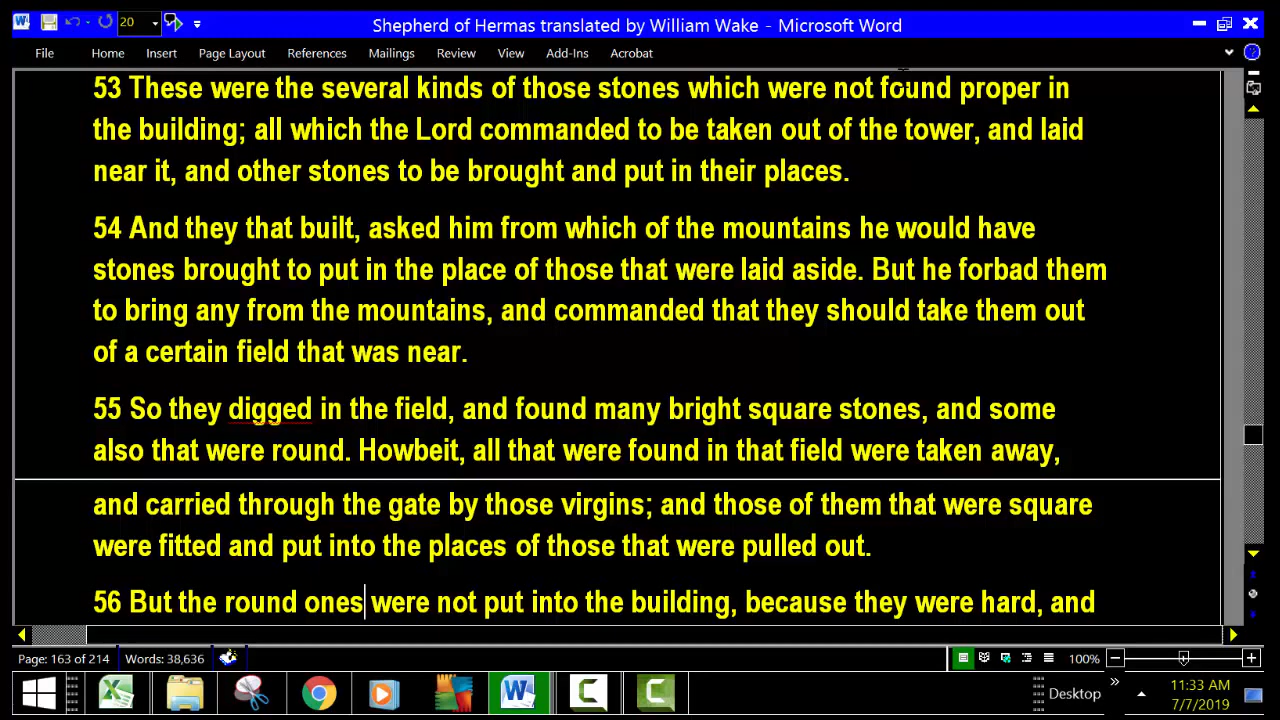 20
Shepherd of Hermas translated by William Wake - Microsoft Word
File Home Insert Page Layout References Mailings Review View Add-Ins Acrobat
53 These were the several kinds of those stones which were not found proper in
the building; all which the Lord commanded to be taken out of the tower, and laid
near it, and other stones to be brought and put in their places.
54 And they that built, asked him from which of the mountains he would have
stones brought to put in the place of those that were laid aside. But he forbad them
to bring any from the mountains, and commanded that they should take them out
of a certain field that was near.
55 So they digged in the field, and found many bright square stones, and some
also that were round. Howbeit, all that were found in that field were taken away,
and carried through the gate by those virgins; and those of them that were square
were fitted and put into the places of those that were pulled out.
56 But the round ones were not put into the building, because they were hard, and
Page: 163 of 214 Words: 38,636 100%
Desktop 11:33 AM
7/7/2019